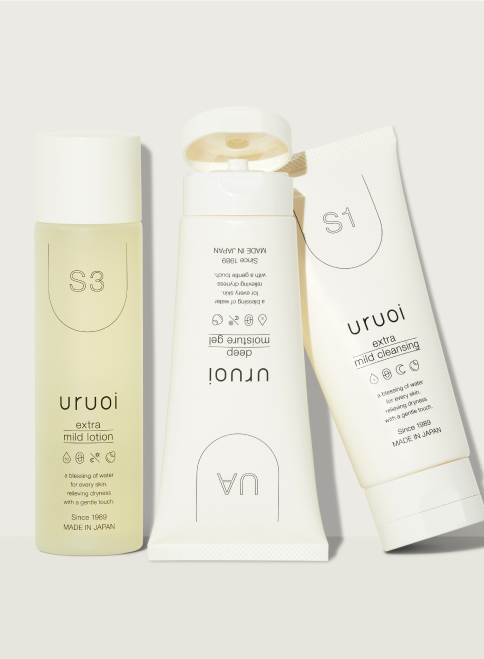 S3
uruoi
extra
mild lotion
a blessing of water
for every skin,
relieving dryness
with a gentle touch.
Since 1989
MADE IN JAPAN
UA
uruoi
deep
moisture gel
a blessing of water
for every skin,
relieving dryness
with a gentle touch.
Since 1989
MADE IN JAPAN
S1
uruoi
extra
mild cleansing
a blessing of water
for every skin,
relieving dryness
with a gentle touch.
Since 1989
MADE IN JAPAN